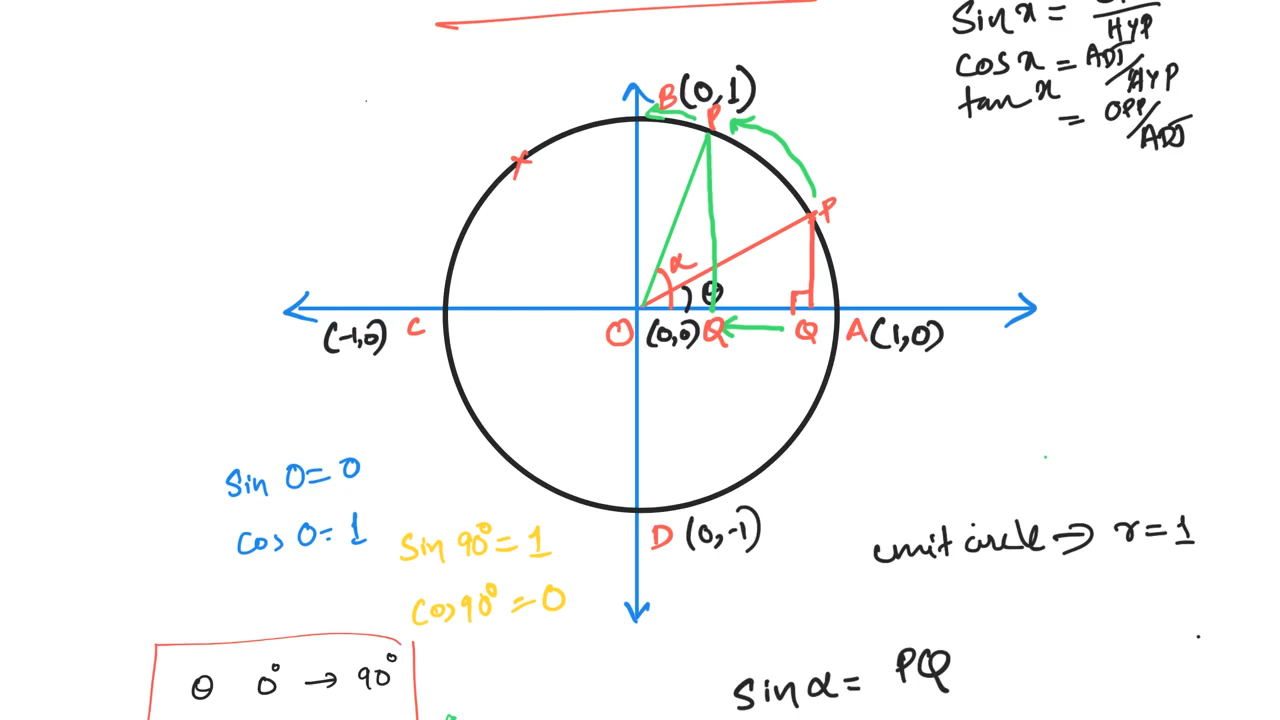 Sin x =
HYP
cos x = ADJ/HYP
tan x
= OPP/ADJ
B (0,1)
P
P
α
θ
(-1,0) C
O (0,0) Q
Q A (1,0)
Sin 0 = 0
cos 0 = 1
Sin 90° = 1
cos 90° = 0
D (0,-1)
unit circle → r = 1
θ 0° → 90°
sin α = PQ